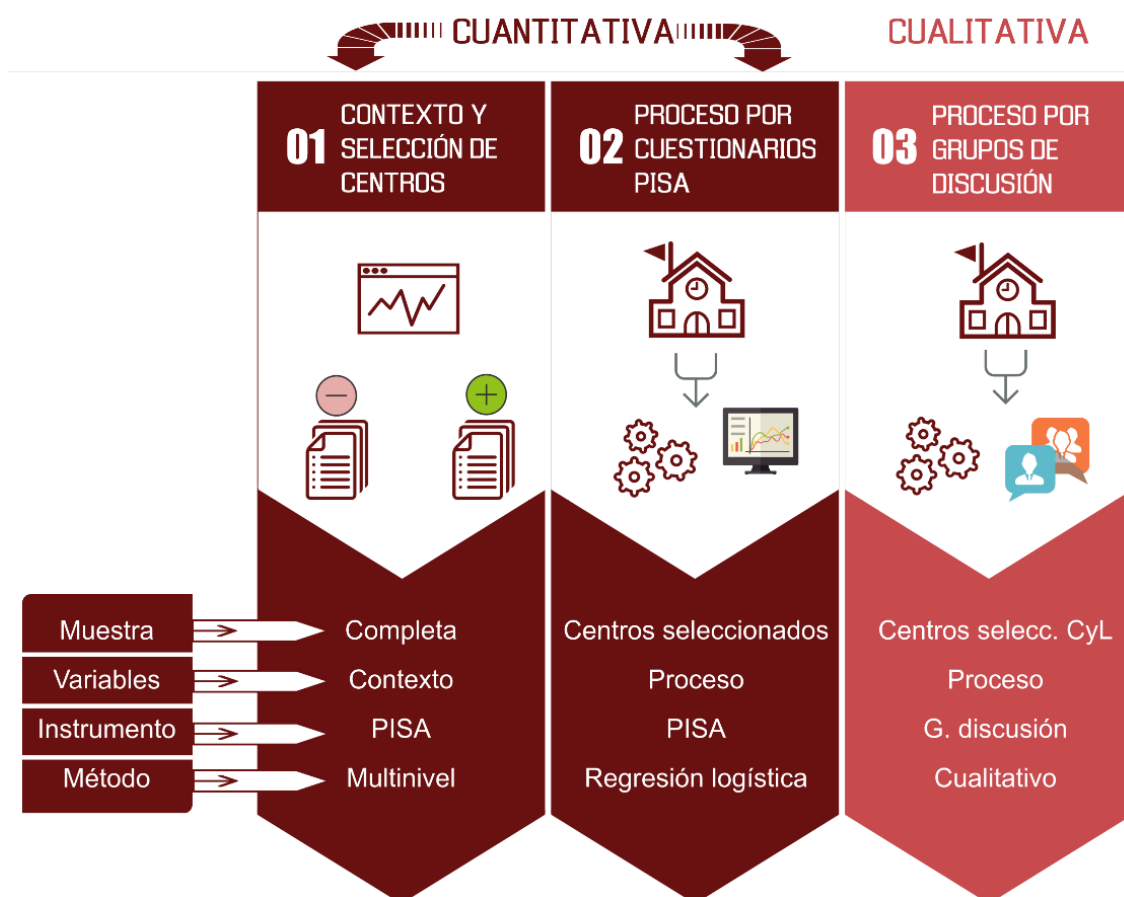 CUANTITATIVA
CUALITATIVA
01
CONTEXTO Y
SELECCIÓN DE
CENTROS
02
PROCESO POR
CUESTIONARIOS
PISA
03
PROCESO POR
GRUPOS DE
DISCUSIÓN
Muestra
Completa
Centros seleccionados
Centros selecc. CyL
Variables
Contexto
Proceso
Proceso
Instrumento
PISA
PISA
G. discusión
Método
Multinivel
Regresión logística
Cualitativo